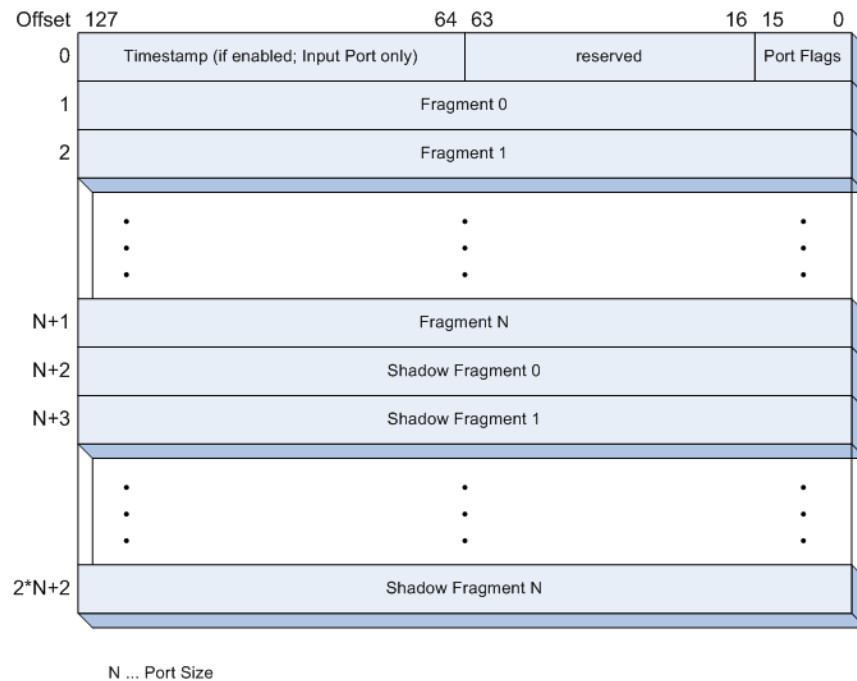 Offset 127 64 63 16 15 0
0 Timestamp (if enabled; Input Port only) reserved Port Flags
1 Fragment 0
2 Fragment 1
N+1 Fragment N
N+2 Shadow Fragment 0
N+3 Shadow Fragment 1
2*N+2 Shadow Fragment N
N ... Port Size